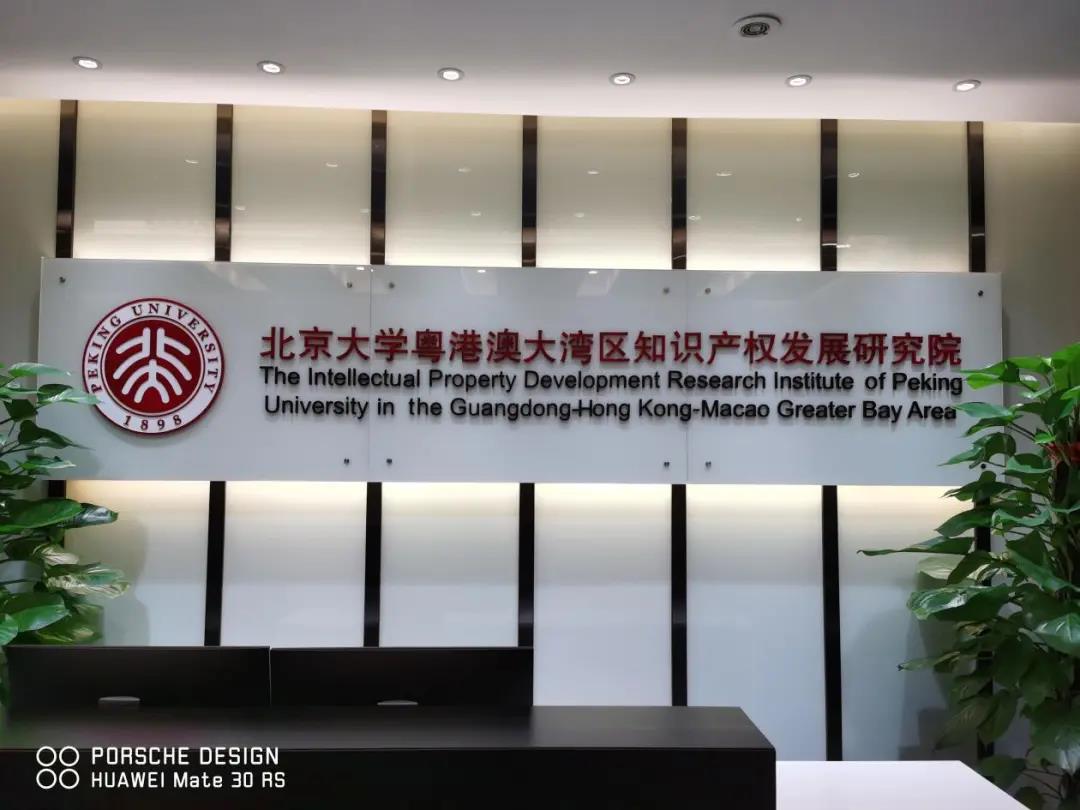 PEKING UNIVERSITY
1898
北京大学粤港澳大湾区知识产权发展研究院
The Intellectual Property Development Research Institute of Peking
University in the Guangdong-Hong Kong-Macao Greater Bay Area
PORSCHE DESIGN
HUAWEI Mate 30 RS